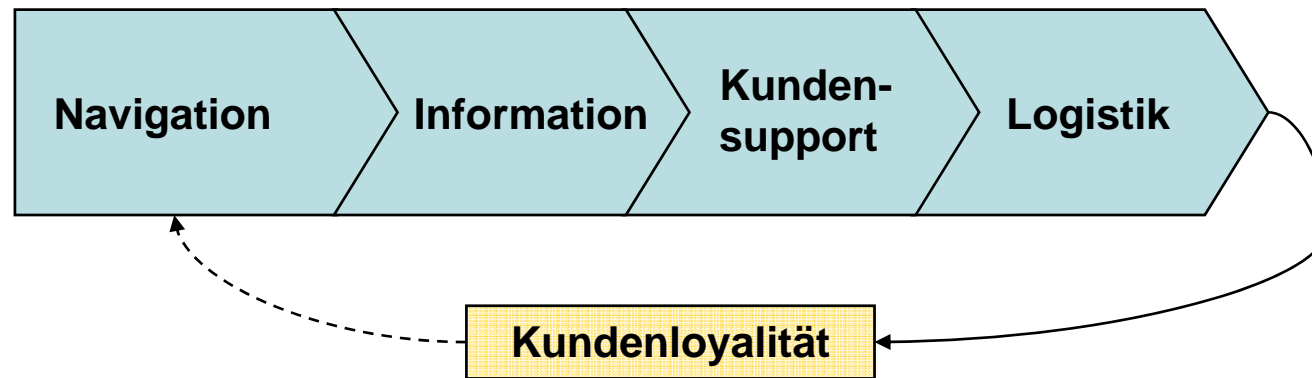 Navigation
Information
Kunden-
support
Logistik
Kundenloyalität